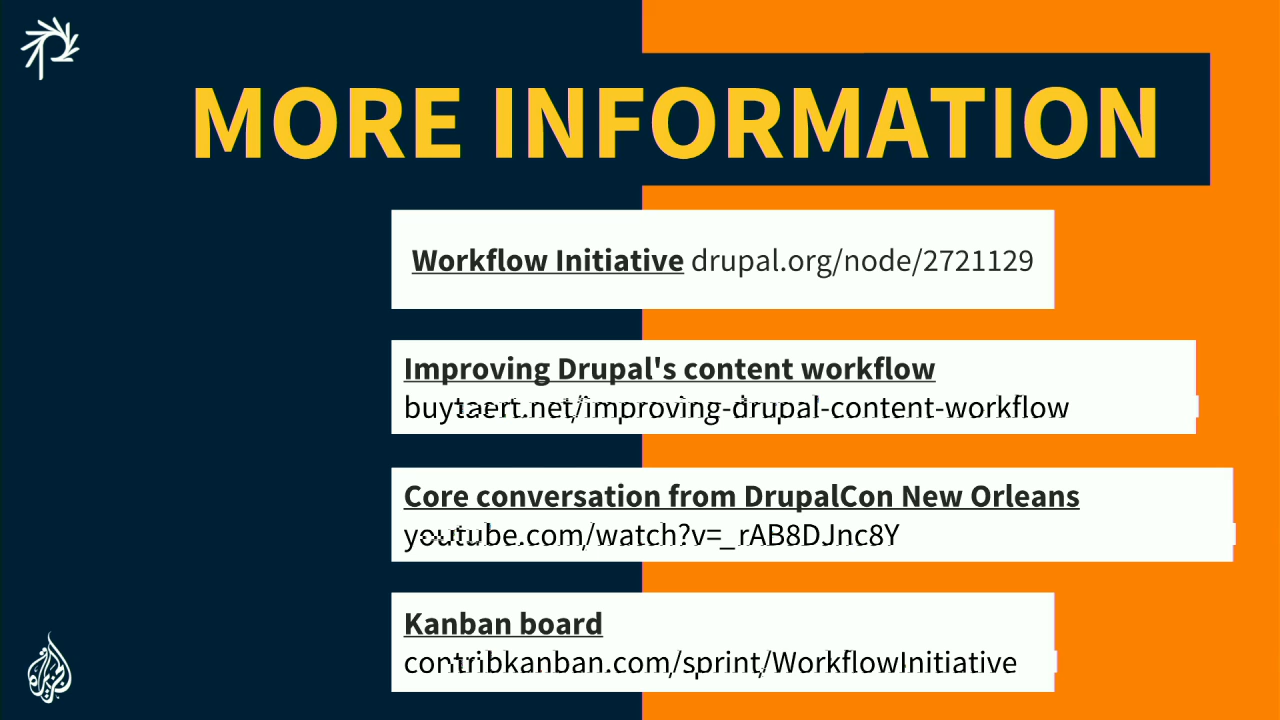 MORE INFORMATION
Workflow Initiative drupal.org/node/2721129
Improving Drupal's content workflow
buytaert.net/improving-drupal-content-workflow
Core conversation from DrupalCon New Orleans
youtube.com/watch?v=_rAB8DJnc8Y
Kanban board
contribkanban.com/sprint/WorkflowInitiative